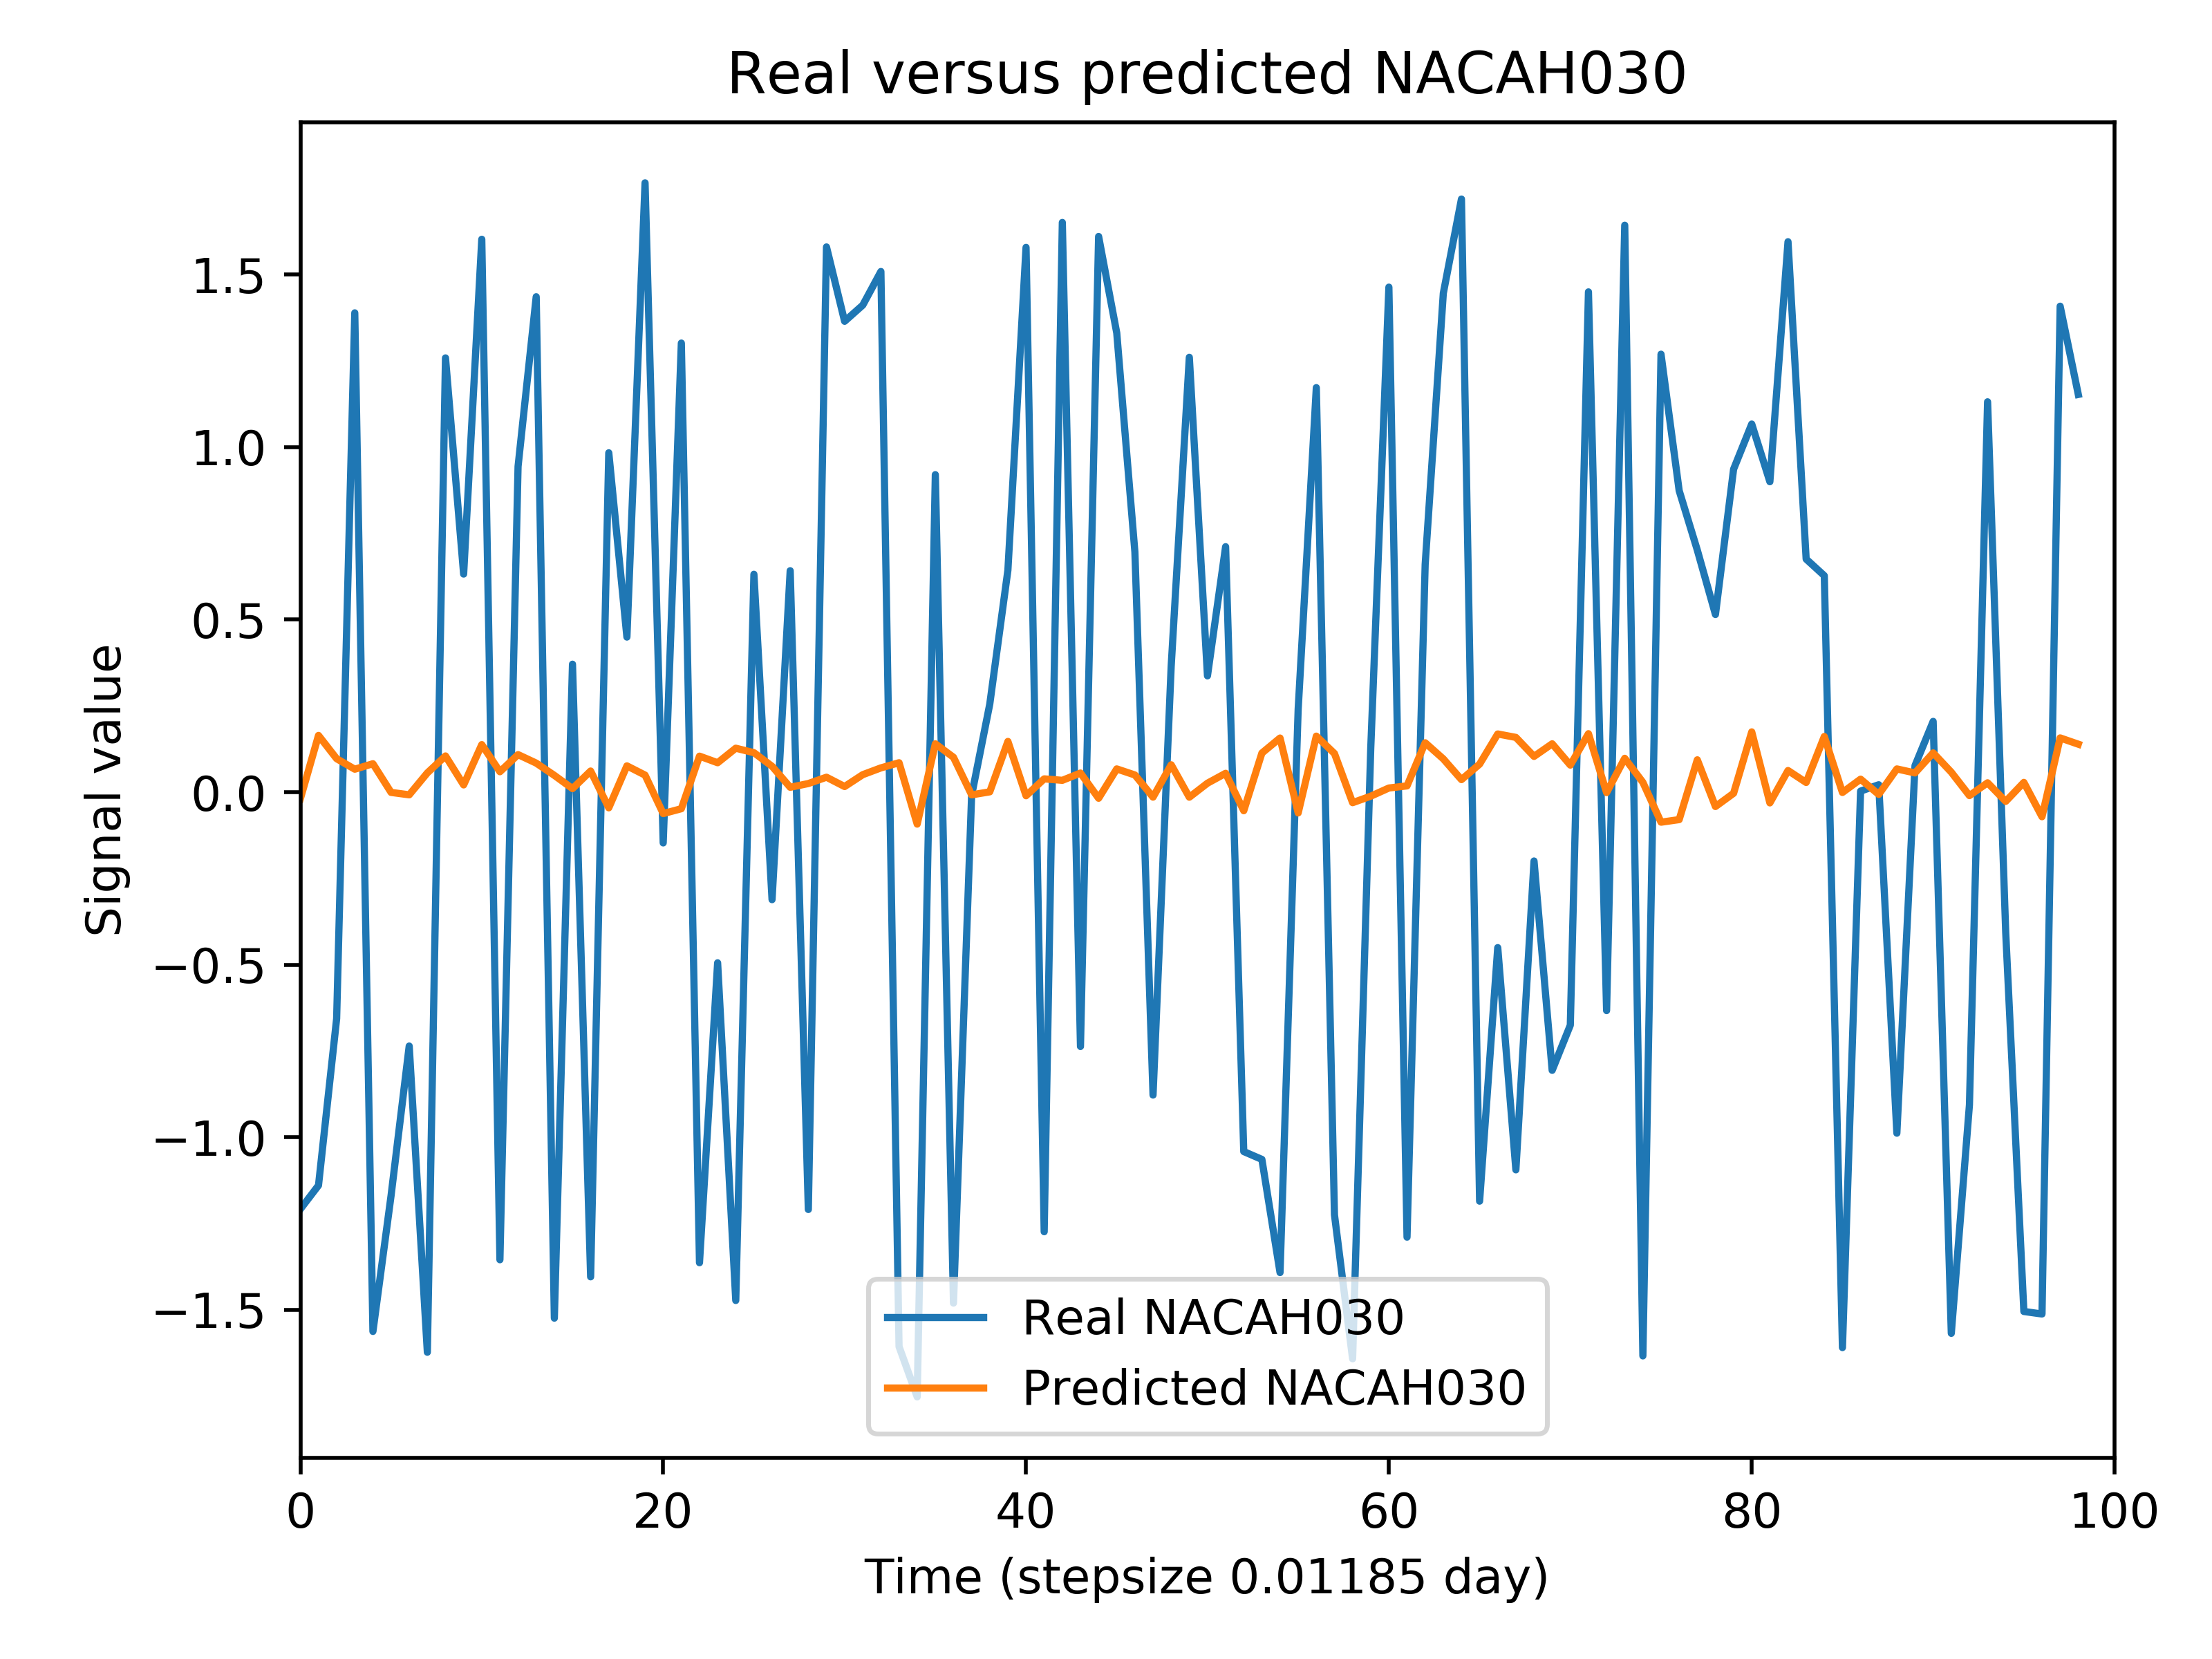 Real versus predicted NACAH030
Signal value
1.5
1.0
0.5
0.0
−0.5
−1.0
−1.5
Real NACAH030
Predicted NACAH030
0 20 40 60 80 100
Time (stepsize 0.01185 day)